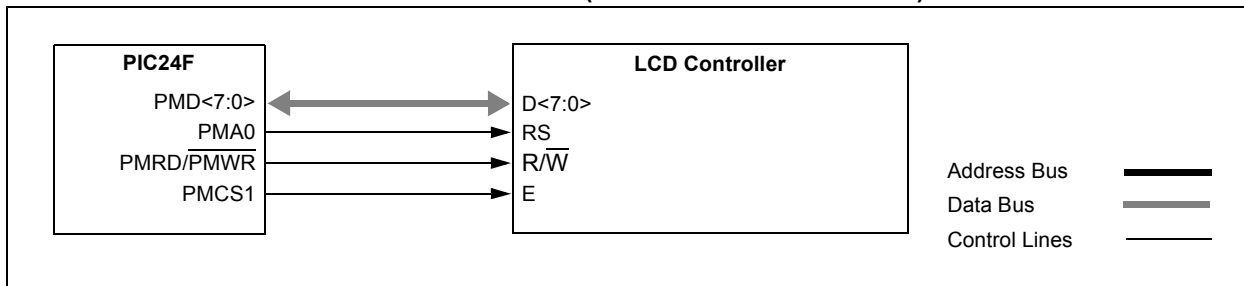 PIC24F
PMD<7:0>
PMA0
PMRD/PMWR
PMCS1
LCD Controller
D<7:0>
RS
R/W
E
Address Bus
Data Bus
Control Lines